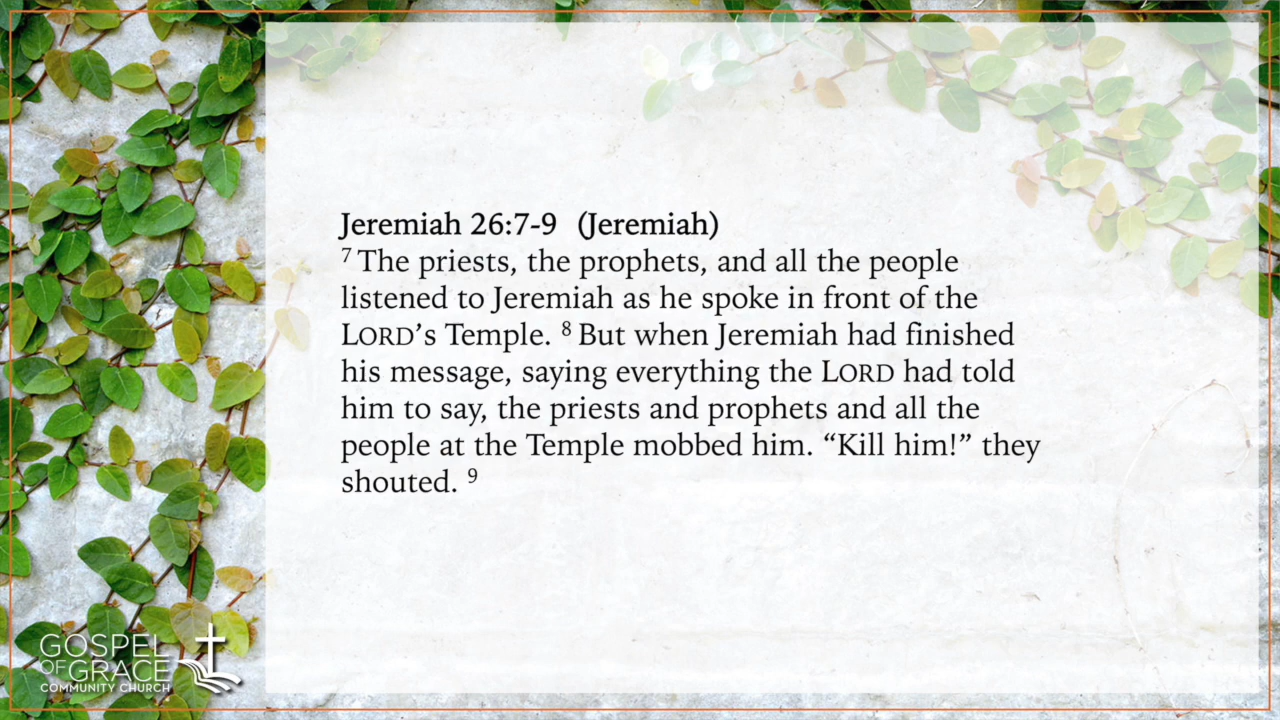 Jeremiah 26:7-9 (Jeremiah)
⁷ The priests, the prophets, and all the people
listened to Jeremiah as he spoke in front of the
LORD’s Temple. ⁸ But when Jeremiah had finished
his message, saying everything the LORD had told
him to say, the priests and prophets and all the
people at the Temple mobbed him. “Kill him!” they
shouted. ⁹
GOSPEL
OF GRACE
COMMUNITY CHURCH